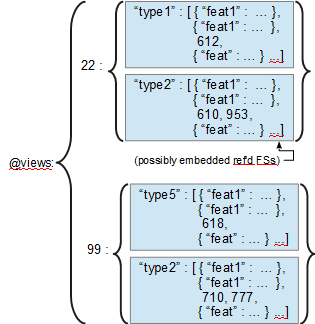 “type1” : [ { “feat1” : … },
{ “feat1” : … },
612,
{ “feat” : … } ...]
22 :
“type2” : [ { “feat1” : … },
{ “feat1” : … },
610, 953,
{ “feat” : … } ...]
@views:
(possibly embedded refd FSs)
“type5” : [ { “feat1” : … },
{ “feat1” : … },
618,
{ “feat” : … } ...]
99 :
“type2” : [ { “feat1” : … },
{ “feat1” : … },
710, 777,
{ “feat” : … } ...]